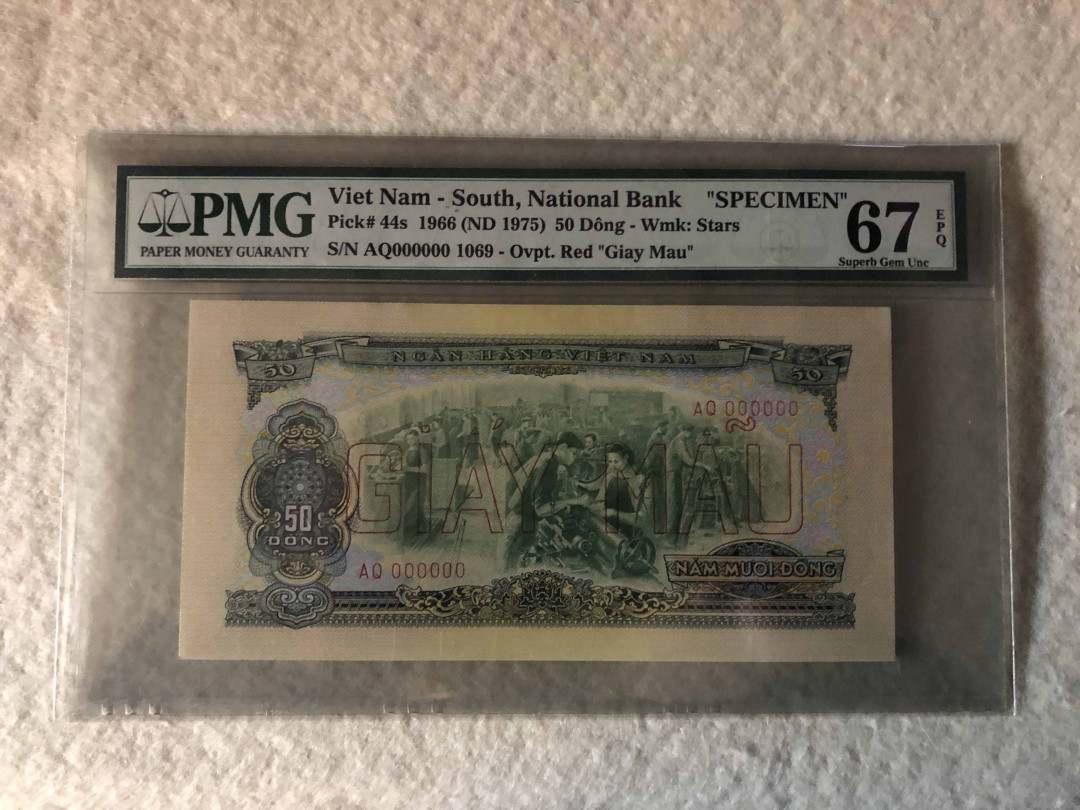 PMG
PAPER MONEY GUARANTY
Viet Nam - South, National Bank "SPECIMEN"
Pick# 44s 1966 (ND 1975) 50 Dông - Wmk: Stars
S/N AQ000000 1069 - Ovpt. Red "Giay Mau"
67
EPQ
Superb Gem Unc
NGÂN HÀNG VIỆT NAM
50
50
AQ 000000
GIẤY MẪU
50
ĐỒNG
AQ 000000
NĂM MƯƠI ĐỒNG